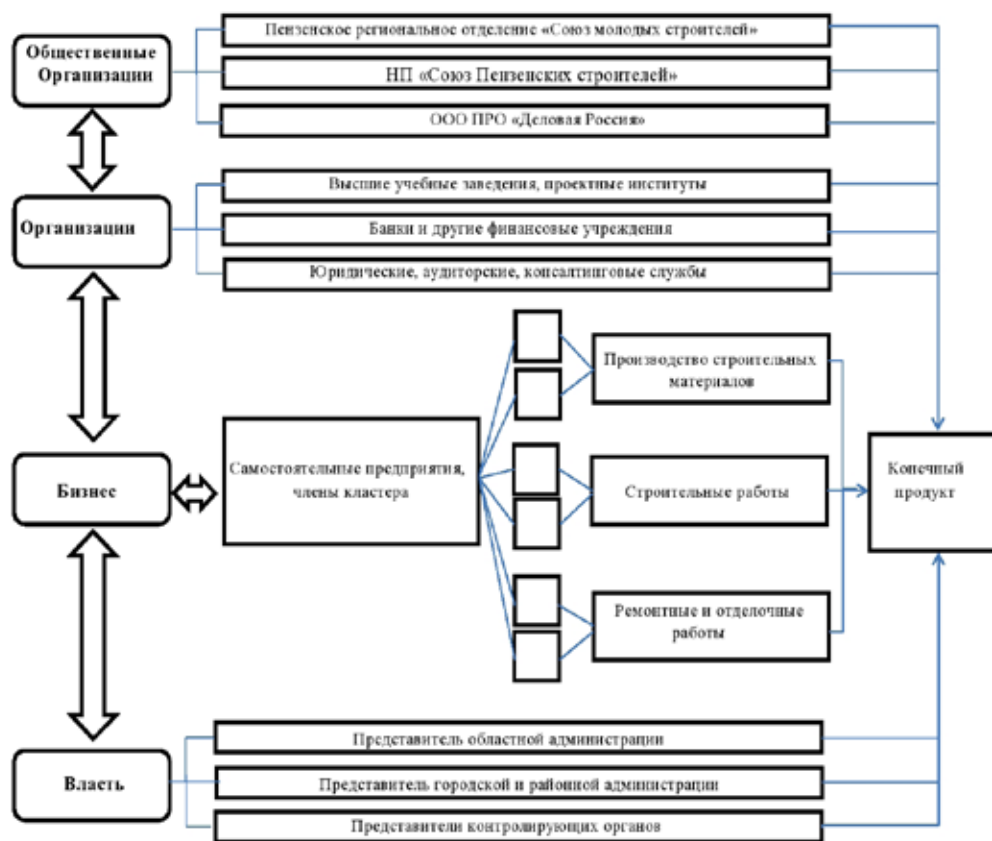 Пензенское региональное отделение «Союз молодых строителей»
Общественные
Организации
НП «Союз Пензенских строителей»
ООО ПРО «Деловая Россия»
Высшие учебные заведения, проектные институты
Организации
Банки и другие финансовые учреждения
Юридические, аудиторские, консалтинговые службы
Производство строительных
материалов
Бизнес
Самостоятельные предприятия,
члены кластера
Строительные работы
Конечный
продукт
Ремонтные и отделочные
работы
Представитель областной администрации
Власть
Представитель городской и районной администрации
Представители контролирующих органов